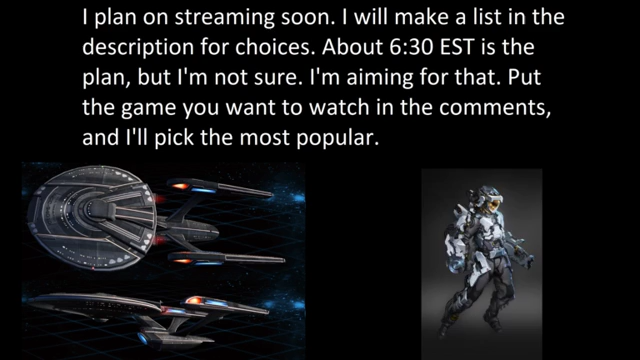 I plan on streaming soon. I will make a list in the
description for choices. About 6:30 EST is the
plan, but I'm not sure. I'm aiming for that. Put
the game you want to watch in the comments,
and I'll pick the most popular.